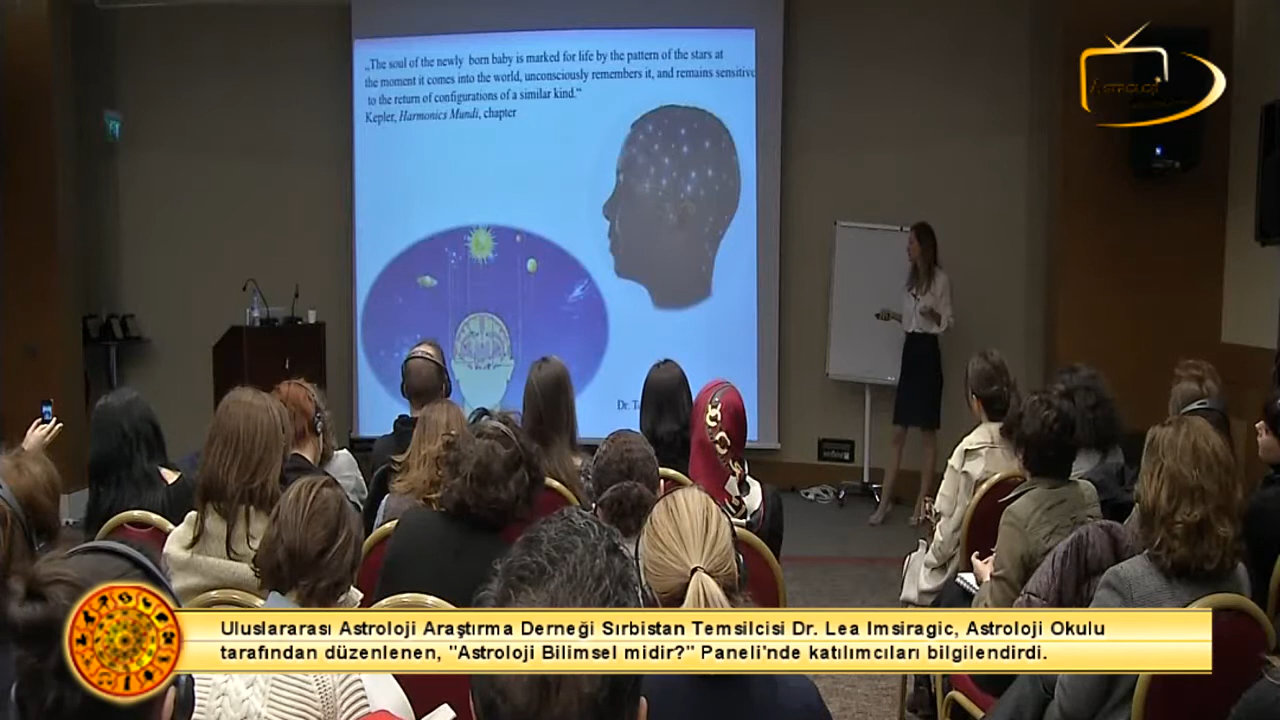 „The soul of the newly born baby is marked for life by the pattern of the stars at
the moment it comes into the world, unconsciously remembers it, and remains sensitive
to the return of configurations of a similar kind.“
Kepler, Harmonics Mundi, chapter
Dr.
ASTROLOJİ
Uluslararası Astroloji Araştırma Derneği Sırbistan Temsilcisi Dr. Lea Imsiragic, Astroloji Okulu
tarafından düzenlenen, "Astroloji Bilimsel midir?" Paneli'nde katılımcıları bilgilendirdi.